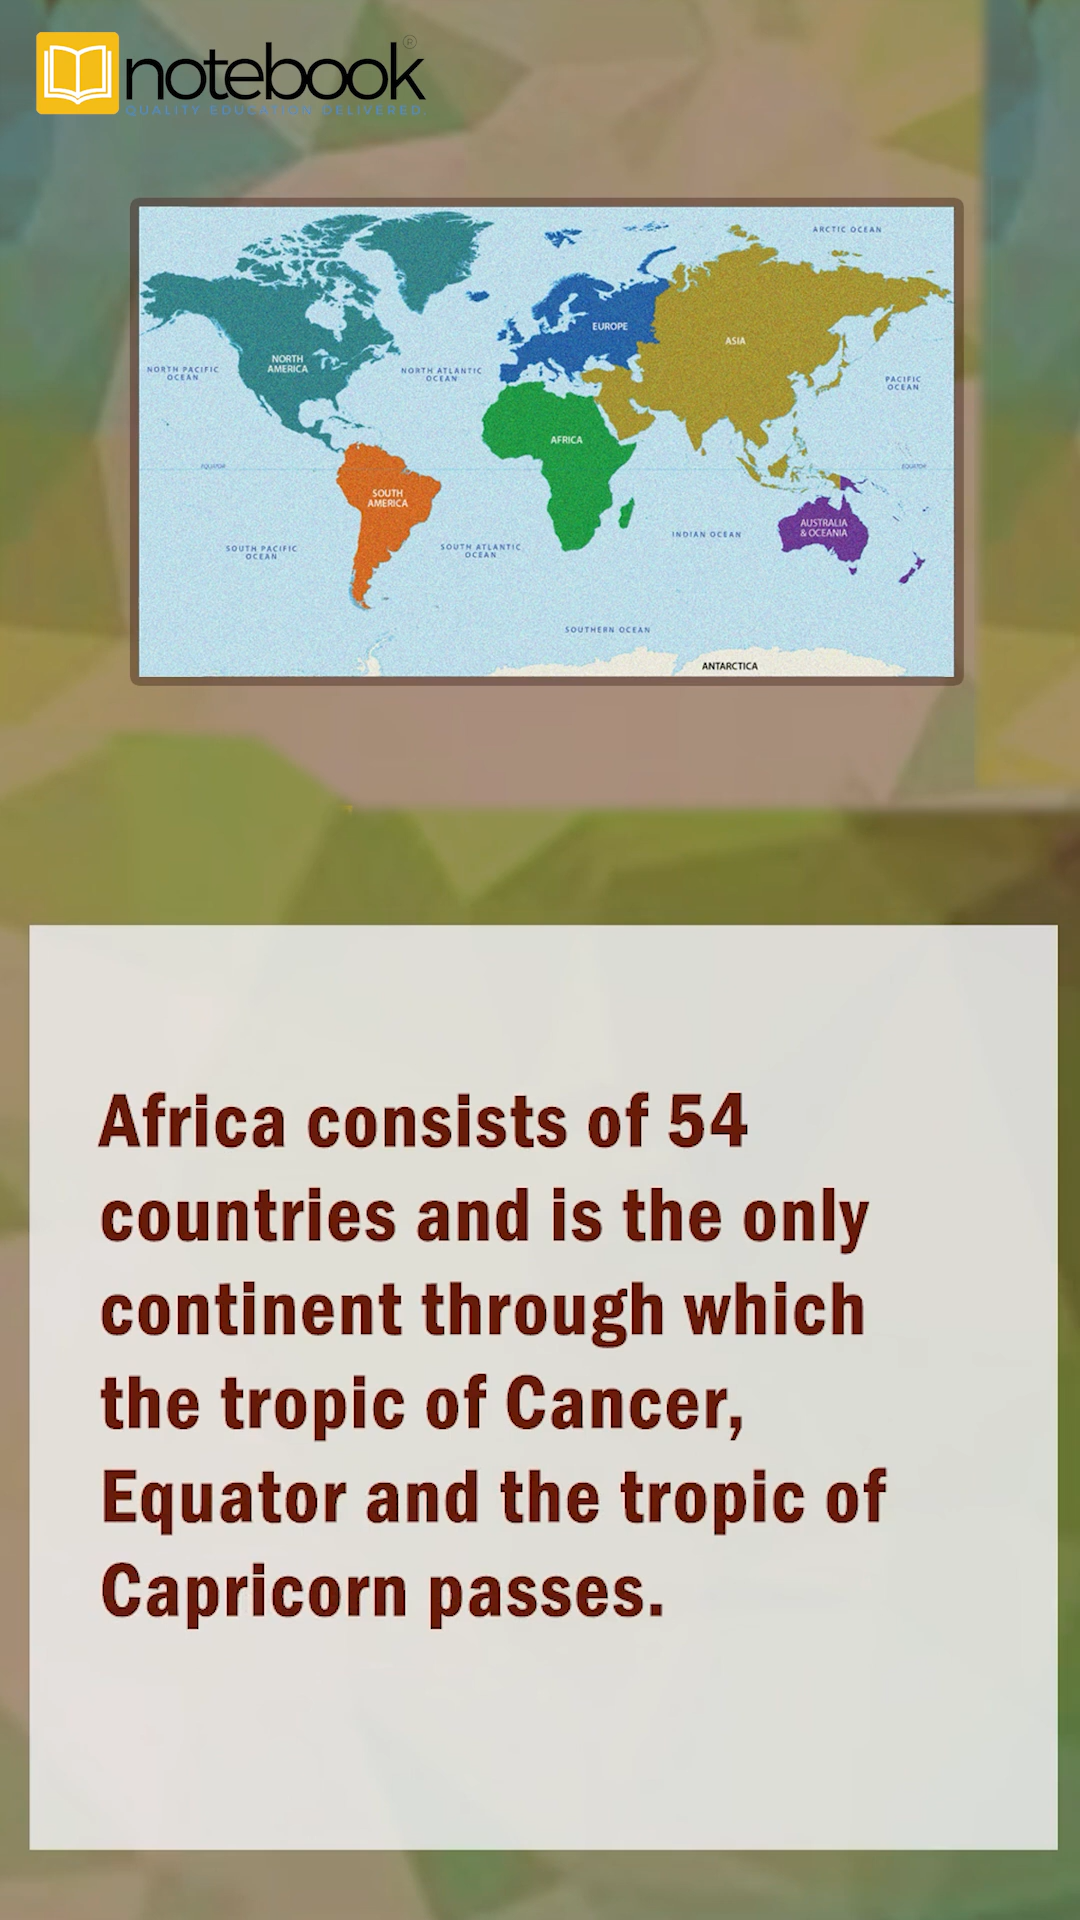 notebook®
QUALITY EDUCATION DELIVERED
ARCTIC OCEAN
EUROPE
ASIA
NORTH
AMERICA
NORTH PACIFIC
OCEAN
NORTH ATLANTIC
OCEAN
PACIFIC
OCEAN
AFRICA
EQUATOR
EQUATOR
SOUTH
AMERICA
AUSTRALIA
& OCEANIA
INDIAN OCEAN
SOUTH PACIFIC
OCEAN
SOUTH ATLANTIC
OCEAN
SOUTHERN OCEAN
ANTARCTICA
Africa consists of 54
countries and is the only
continent through which
the tropic of Cancer,
Equator and the tropic of
Capricorn passes.